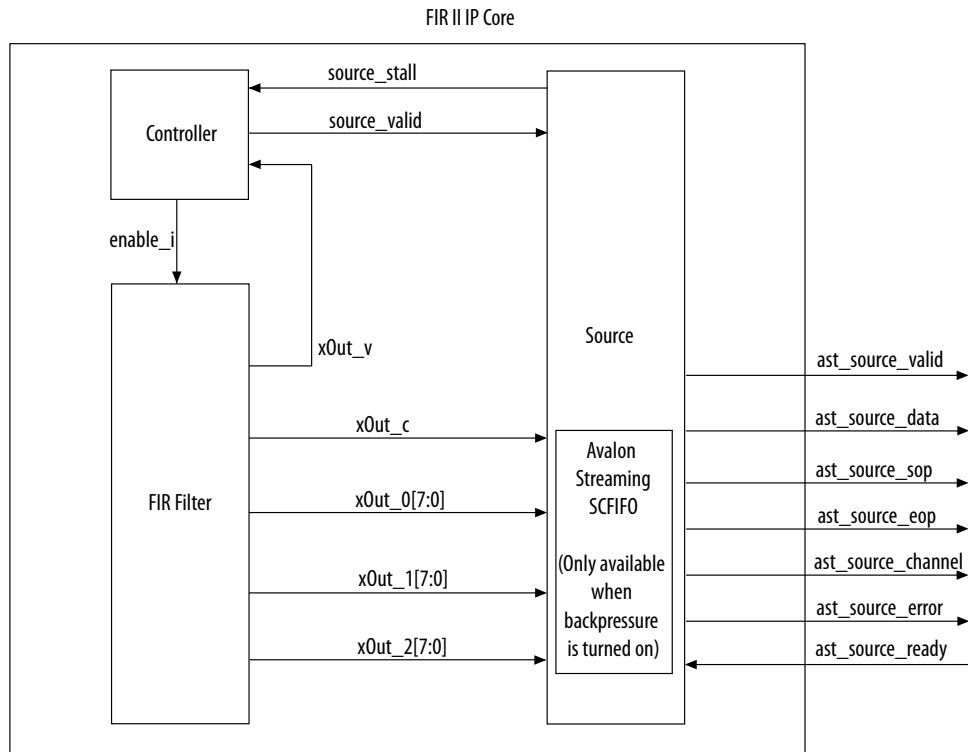 FIR II IP Core
source_stall
source_valid
Controller
enable_i
xOut_v
Source
ast_source_valid
xOut_c
ast_source_data
Avalon
Streaming
SCFIFO
ast_source_sop
FIR Filter
xOut_0[7:0]
ast_source_eop
(Only available
when
backpressure
is turned on)
ast_source_channel
xOut_1[7:0]
ast_source_error
xOut_2[7:0]
ast_source_ready